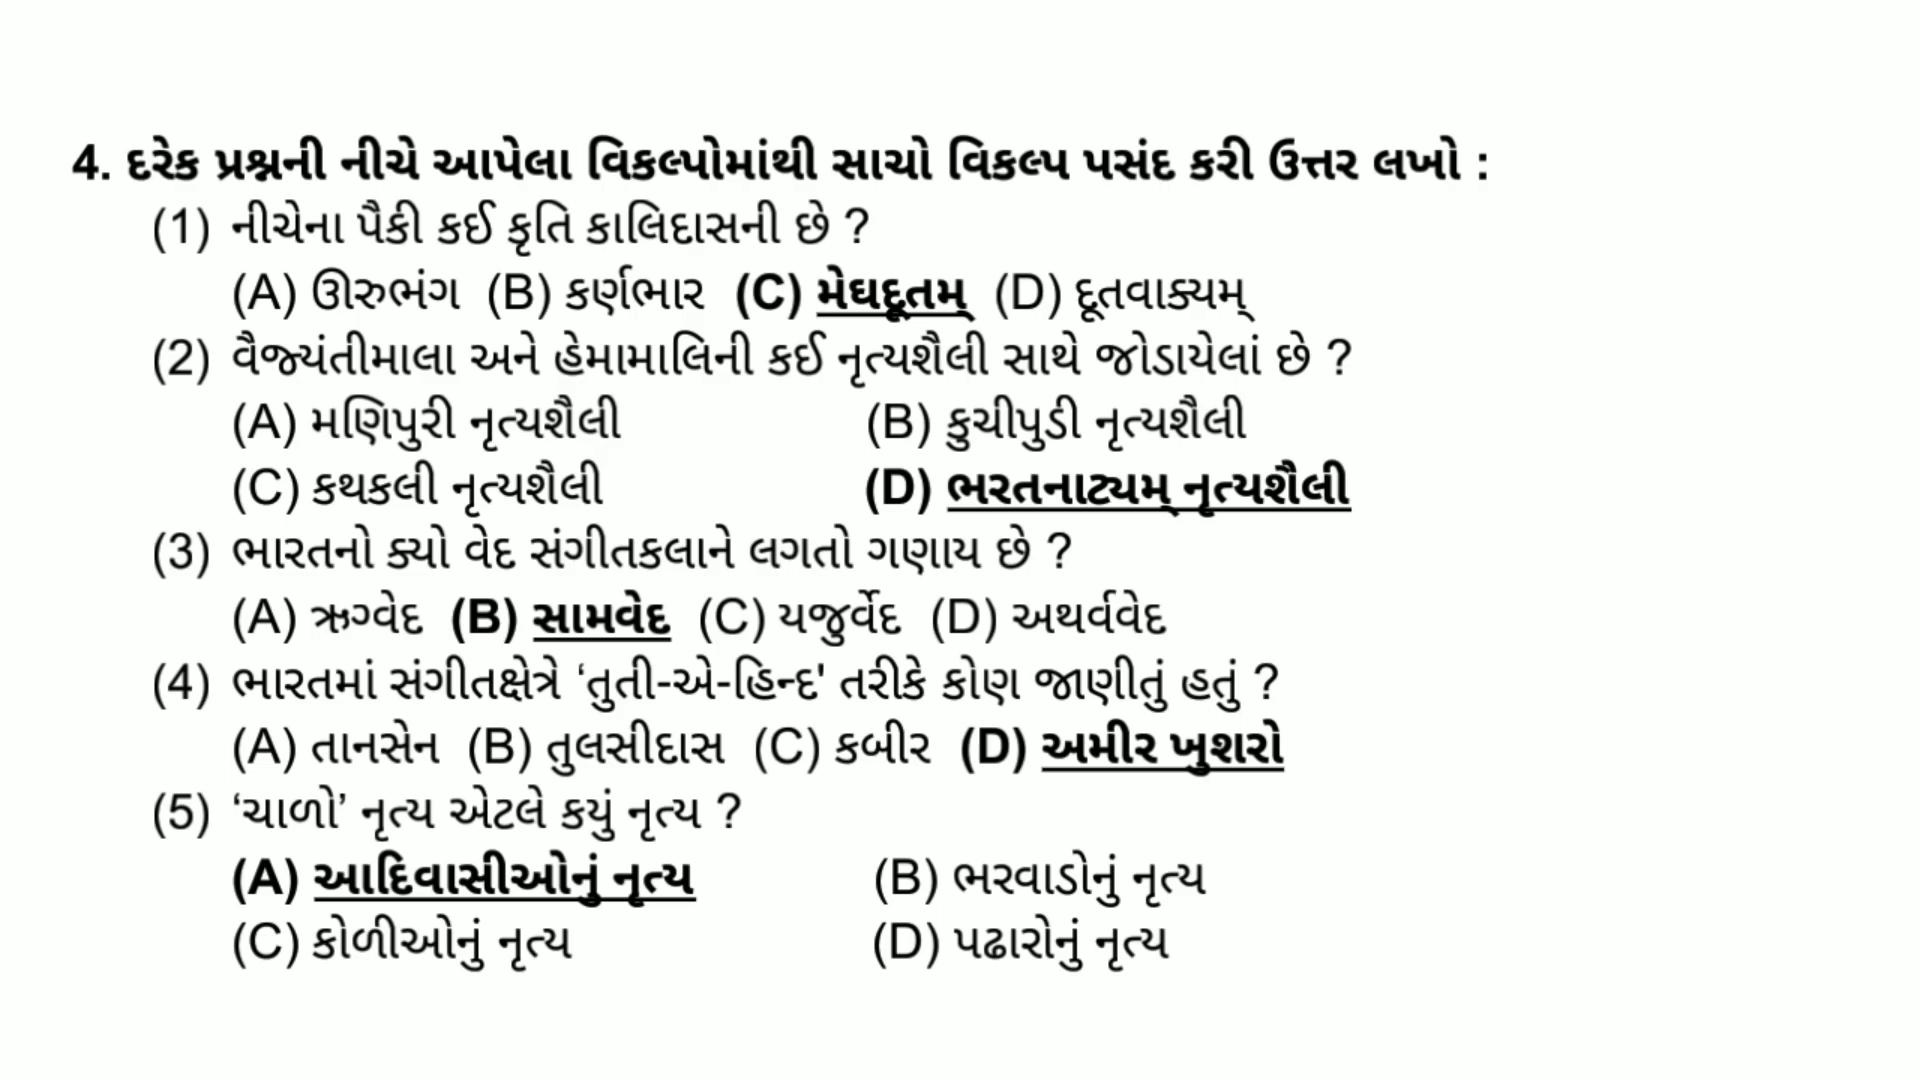 4. દરેક પ્રશ્નની નીચે આપેલા વિકલ્પોમાંથી સાચો વિકલ્પ પસંદ કરી ઉત્તર લખો :
(1) નીચેના પૈકી કઈ કૃતિ કાલિદાસની છે ?
(A) ઊરુભંગ (B) કર્ણભાર (C) મેઘદૂતમ્ (D) દૂતવાક્યમ્
(2) વૈજ્યંતીમાલા અને હેમામાલિની કઈ નૃત્યશૈલી સાથે જોડાયેલાં છે ?
(A) મણિપુરી નૃત્યશૈલી (B) કુચીપુડી નૃત્યશૈલી
(C) કથકલી નૃત્યશૈલી (D) ભરતનાટ્યમ્ નૃત્યશૈલી
(3) ભારતનો ક્યો વેદ સંગીતકલાને લગતો ગણાય છે ?
(A) ઋગ્વેદ (B) સામવેદ (C) યજુર્વેદ (D) અથર્વવેદ
(4) ભારતમાં સંગીતક્ષેત્રે ‘તુતી-એ-હિન્દ' તરીકે કોણ જાણીતું હતું ?
(A) તાનસેન (B) તુલસીદાસ (C) કબીર (D) અમીર ખુશરો
(5) ‘ચાળો’ નૃત્ય એટલે કયું નૃત્ય ?
(A) આદિવાસીઓનું નૃત્ય (B) ભરવાડોનું નૃત્ય
(C) કોળીઓનું નૃત્ય (D) પઢારોનું નૃત્ય